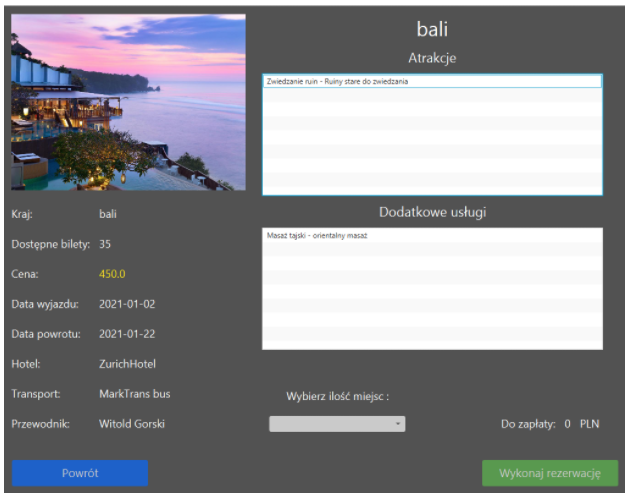 bali
Atrakcje
Zwiedzanie ruin - Ruiny stare do zwiedzania
Dodatkowe usługi
Masaż tajski - orientalny masaż
Kraj: bali
Dostępne bilety: 35
Cena: 450.0
Data wyjazdu: 2021-01-02
Data powrotu: 2021-01-22
Hotel: ZurichHotel
Transport: MarkTrans bus
Przewodnik: Witold Gorski
Wybierz ilość miejsc :
Do zapłaty: 0 PLN
Powrót
Wykonaj rezerwację